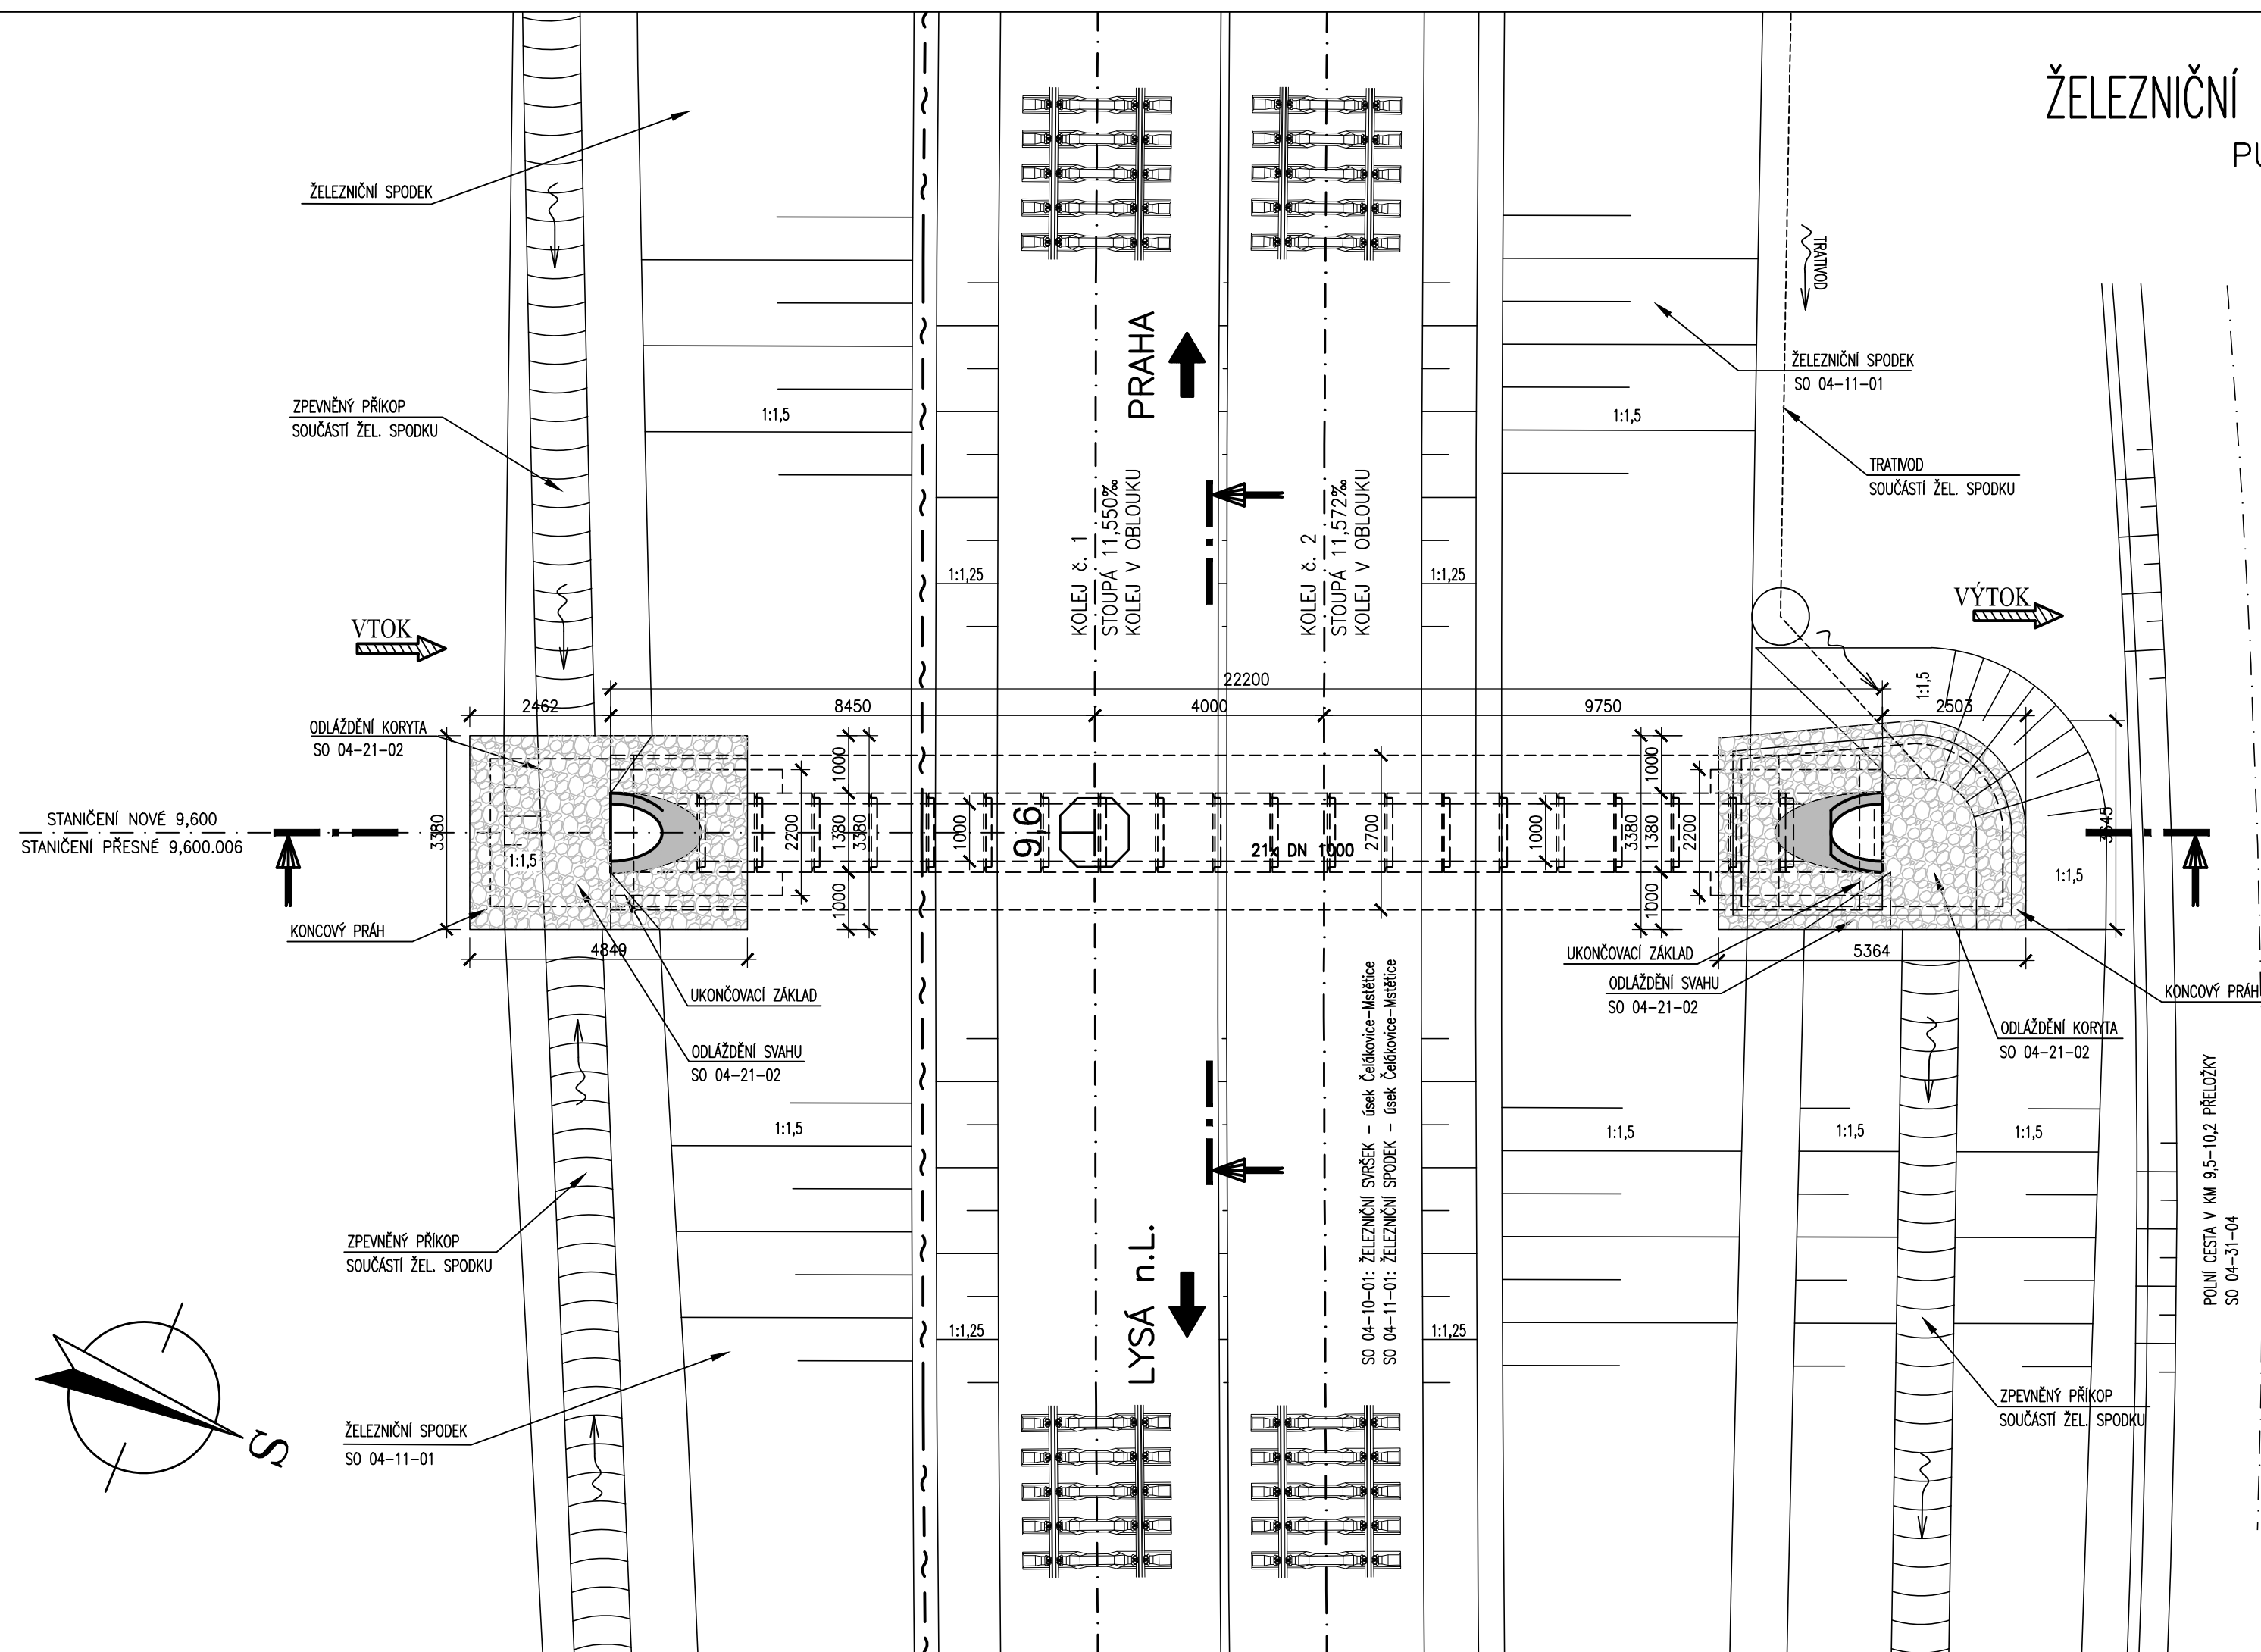 ŽELEZNIČNÍ
ŽELEZNIČNÍ SPODEK
TRATIVOD
PRAHA
ŽELEZNIČNÍ SPODEK
SO 04-11-01
ZPEVNĚNÝ PŘÍKOP
SOUČÁSTÍ ŽEL. SPODKU
1:1,5
1:1,5
TRATIVOD
SOUČÁSTÍ ŽEL. SPODKU
KOLEJ č. 1
STOUPÁ 11,550‰
KOLEJ V OBLOUKU
KOLEJ č. 2
STOUPÁ 11,572‰
KOLEJ V OBLOUKU
1:1,25
1:1,25
VTOK
VÝTOK
22200
1:1,5
2462
8450
4000
9750
2503
ODLÁŽDĚNÍ KORYTA
SO 04-21-02
STANIČENÍ NOVÉ 9,600
STANIČENÍ PŘESNÉ 9,600.006
3380
1:1,5
2200
1000
1380
1000
3380
1000
9,6
21x DN 1000
2700
1000
3380
1000
1380
1000
2200
3645
1:1,5
KONCOVÝ PRÁH
4849
5364
UKONČOVACÍ ZÁKLAD
ODLÁŽDĚNÍ SVAHU
SO 04-21-02
UKONČOVACÍ ZÁKLAD
ODLÁŽDĚNÍ SVAHU
SO 04-21-02
KONCOVÝ PRÁH
ODLÁŽDĚNÍ KORYTA
SO 04-21-02
1:1,5
1:1,5
1:1,5
1:1,5
SO 04-10-01: ŽELEZNIČNÍ SVRŠEK – úsek Čelákovice-Mstětice
SO 04-11-01: ŽELEZNIČNÍ SPODEK – úsek Čelákovice-Mstětice
POLNÍ CESTA V KM 9,5-10,2 PŘELOŽKY
SO 04-31-04
ZPEVNĚNÝ PŘÍKOP
SOUČÁSTÍ ŽEL. SPODKU
LYSÁ n.L.
1:1,25
1:1,25
ZPEVNĚNÝ PŘÍKOP
SOUČÁSTÍ ŽEL. SPODKU
ŽELEZNIČNÍ SPODEK
SO 04-11-01
S